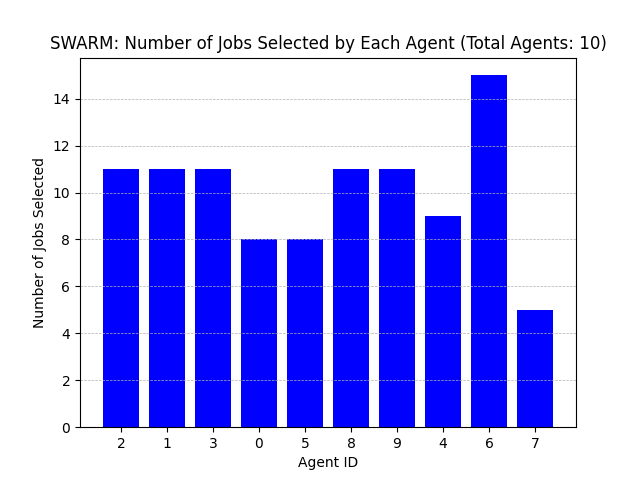 SWARM: Number of Jobs Selected by Each Agent (Total Agents: 10)
Number of Jobs Selected
14
12
10
8
6
4
2
0
2 1 3 0 5 8 9 4 6 7
Agent ID